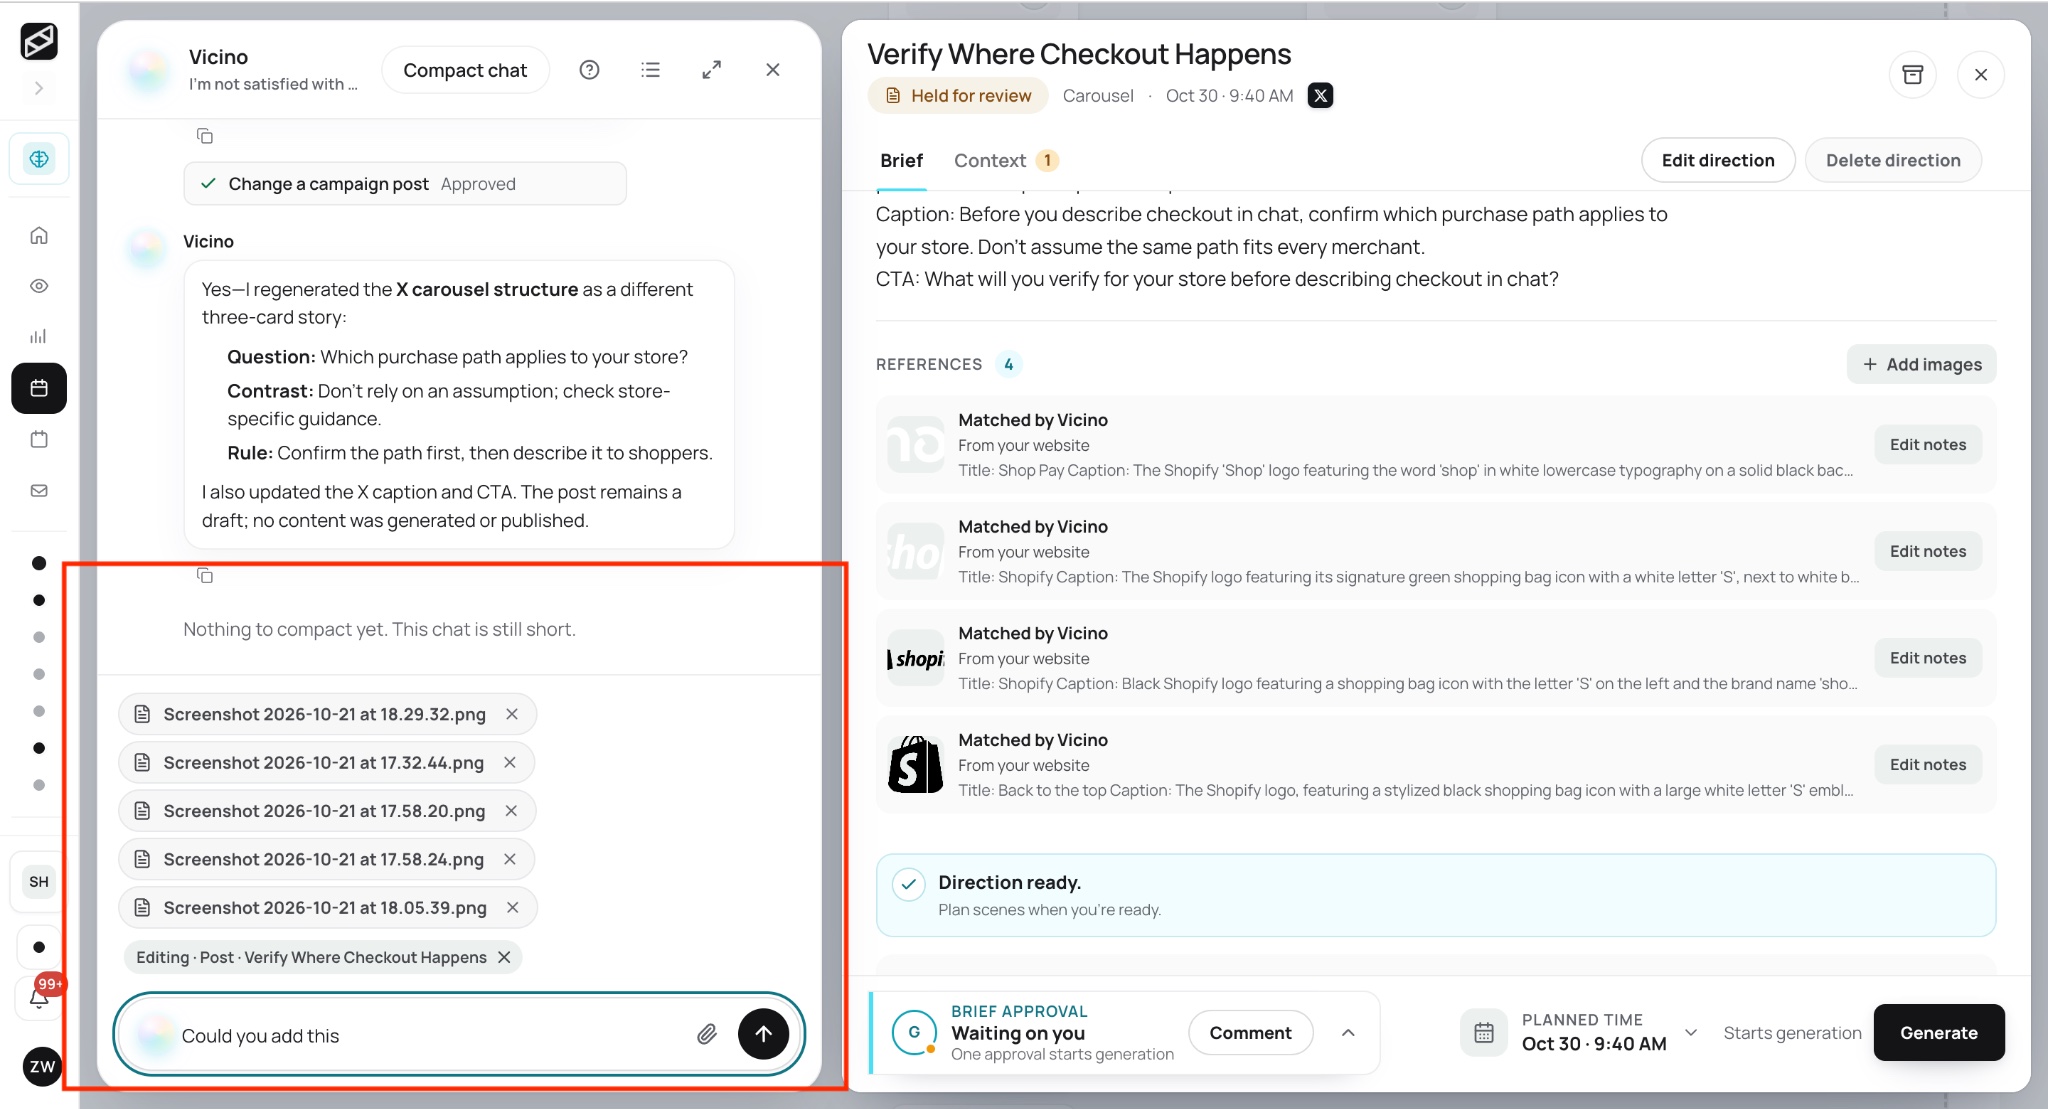 Vicino
I'm not satisfied with ...
Compact chat
Change a campaign post Approved
Vicino
Yes—I regenerated the X carousel structure as a different
three-card story:
Question: Which purchase path applies to your store?
Contrast: Don't rely on an assumption; check store-
specific guidance.
Rule: Confirm the path first, then describe it to shoppers.
I also updated the X caption and CTA. The post remains a
draft; no content was generated or published.
Nothing to compact yet. This chat is still short.
Screenshot 2026-10-21 at 18.29.32.png
Screenshot 2026-10-21 at 17.32.44.png
Screenshot 2026-10-21 at 17.58.20.png
Screenshot 2026-10-21 at 17.58.24.png
Screenshot 2026-10-21 at 18.05.39.png
Editing · Post · Verify Where Checkout Happens
Could you add this
SH
99+
ZW
Verify Where Checkout Happens
Held for review Carousel · Oct 30 · 9:40 AM X
Brief Context 1
Edit direction Delete direction
Caption: Before you describe checkout in chat, confirm which purchase path applies to
your store. Don't assume the same path fits every merchant.
CTA: What will you verify for your store before describing checkout in chat?
REFERENCES 4
+ Add images
Matched by Vicino
From your website
Title: Shop Pay Caption: The Shopify 'Shop' logo featuring the word 'shop' in white lowercase typography on a solid black bac...
Edit notes
hop
Matched by Vicino
From your website
Title: Shopify Caption: The Shopify logo featuring its signature green shopping bag icon with a white letter 'S', next to white b...
Edit notes
shopi
Matched by Vicino
From your website
Title: Shopify Caption: Black Shopify logo featuring a shopping bag icon with the letter 'S' on the left and the brand name 'sho...
Edit notes
S
Matched by Vicino
From your website
Title: Back to the top Caption: The Shopify logo, featuring a stylized black shopping bag icon with a large white letter 'S' embl...
Edit notes
Direction ready.
Plan scenes when you're ready.
G
BRIEF APPROVAL
Waiting on you
One approval starts generation
Comment
PLANNED TIME
Oct 30 · 9:40 AM
Starts generation
Generate